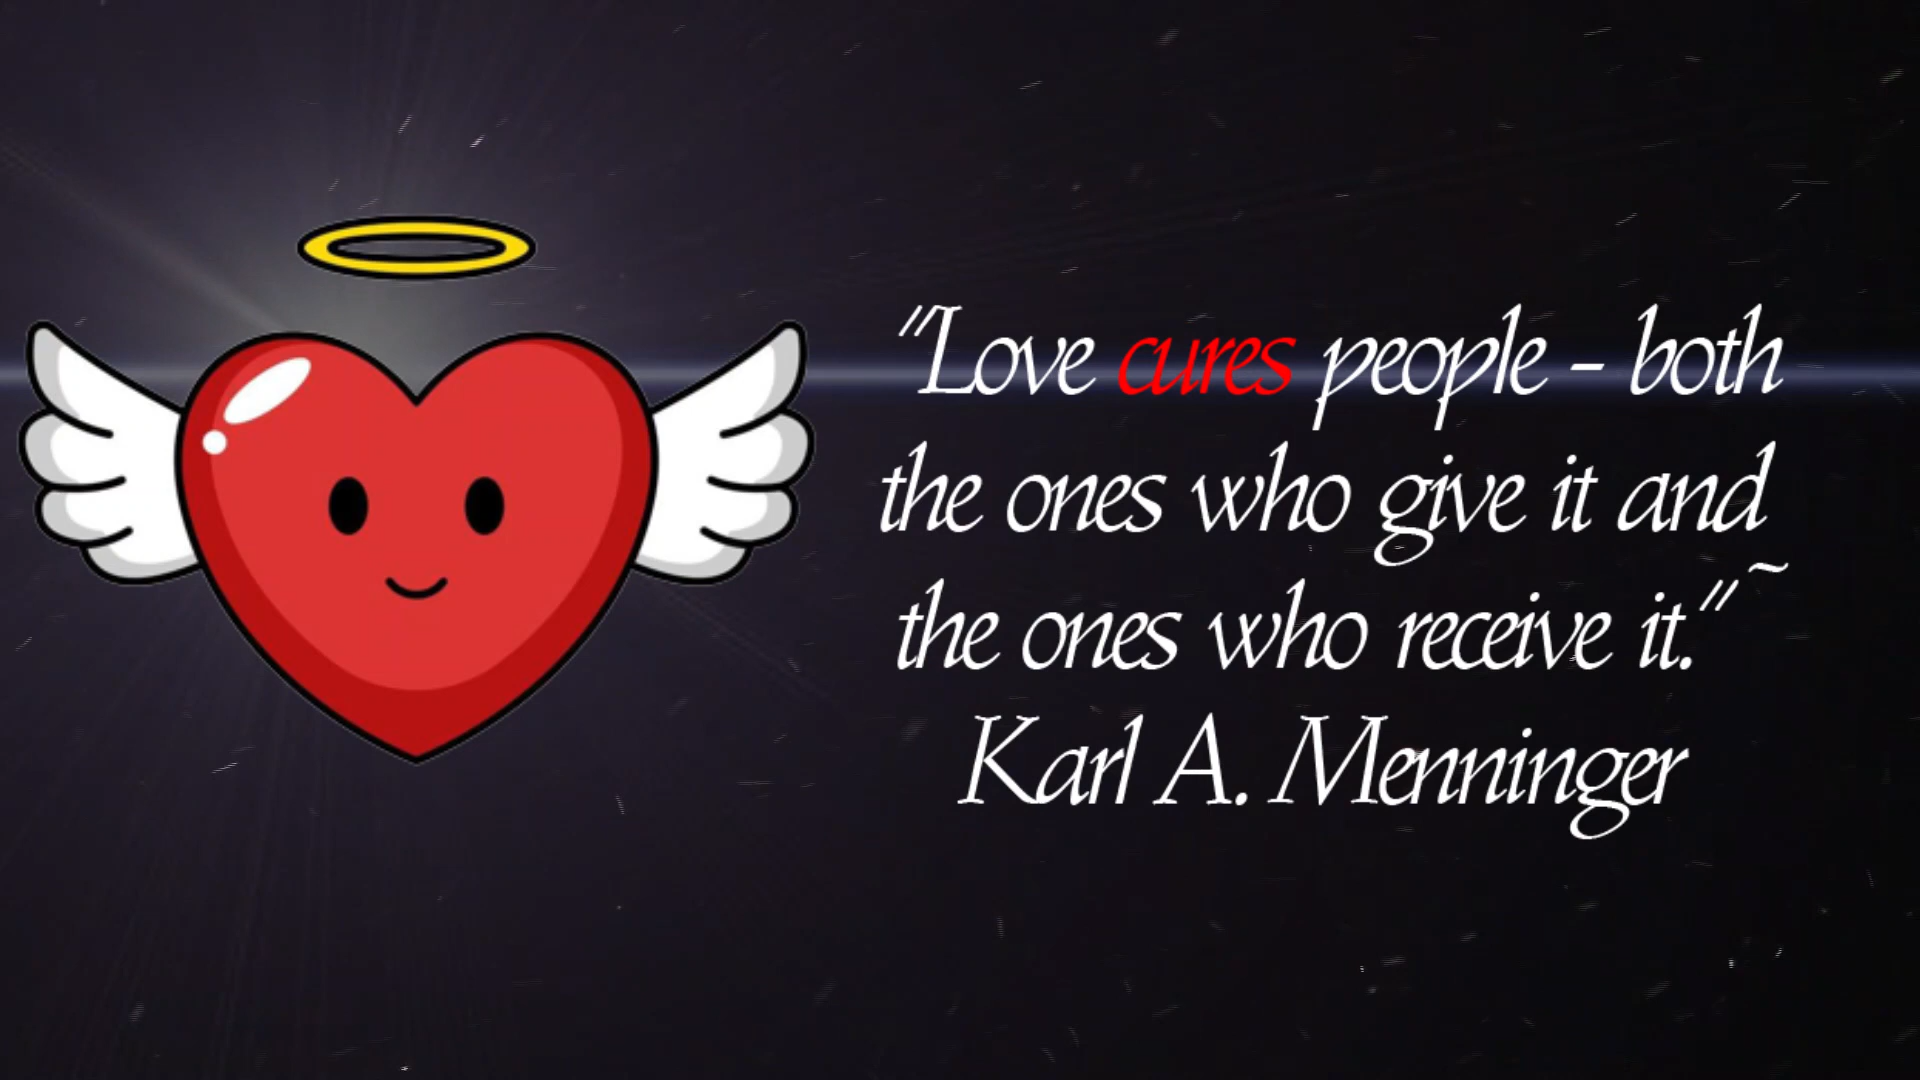 "Love cures people - both
the ones who give it and
the ones who receive it." ~
Karl A. Menninger